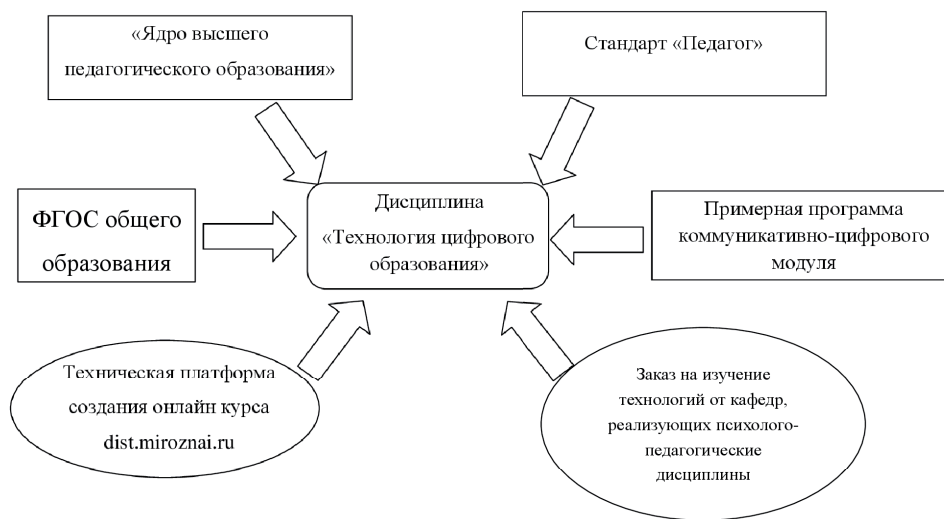 «Ядро высшего
педагогического образования»
Стандарт «Педагог»
ФГОС общего
образования
Дисциплина
«Технология цифрового
образования»
Примерная программа
коммуникативно-цифрового
модуля
Техническая платформа
создания онлайн курса
dist.miroznai.ru
Заказ на изучение
технологий от кафедр,
реализующих психолого-
педагогические
дисциплины